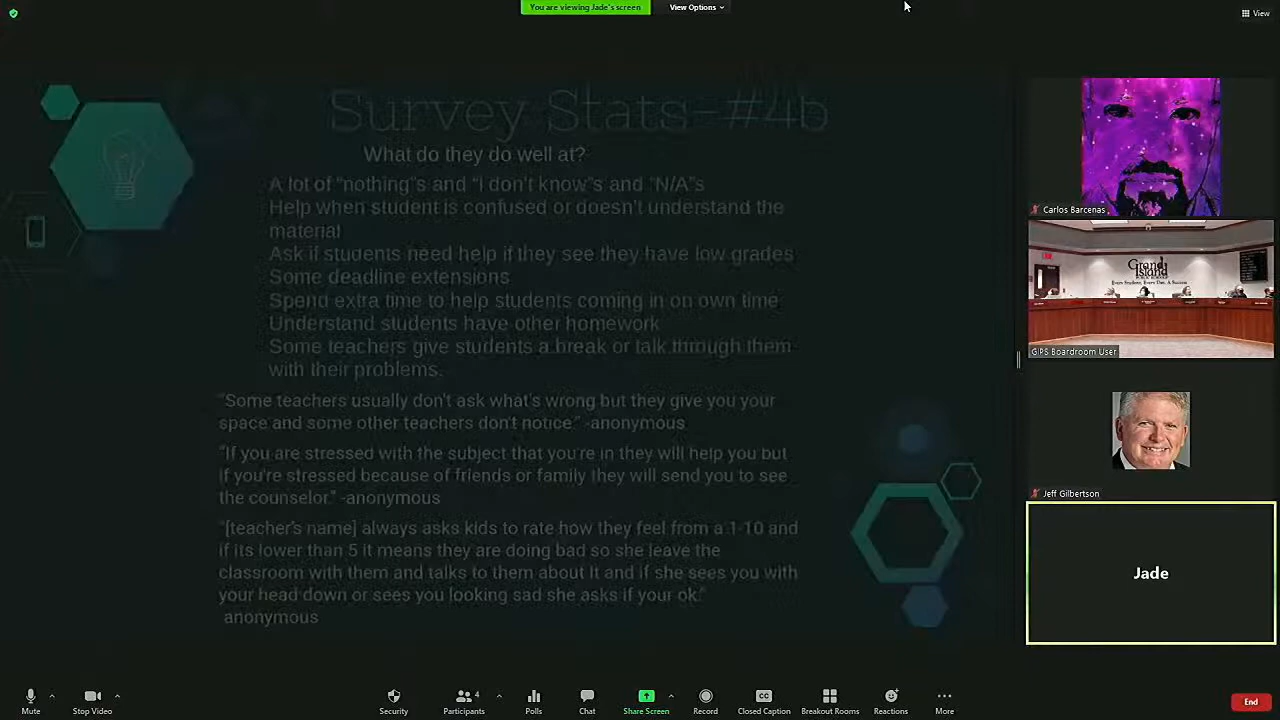 You are viewing Jade's screen
View Options
View
Survey Stats-#4b
What do they do well at?
A lot of "nothing"s and "I don't know"s and "N/A"s
Help when student is confused or doesn't understand the
material
Ask if students need help if they see they have low grades
Some deadline extensions
Spend extra time to help students coming in on own time
Understand students have other homework
Some teachers give students a break or talk through them
with their problems.
"Some teachers usually don't ask what's wrong but they give you your
space and some other teachers don't notice." -anonymous
"If you are stressed with the subject that you're in they will help you but
if you're stressed because of friends or family they will send you to see
the counselor" -anonymous
"[teacher's name] always asks kids to rate how they feel from a 1-10 and
if its lower than 5 it means they are doing bad so she leave the
classroom with them and talks to them about it and if she sees you with
your head down or sees you looking sad she asks if your ok."
anonymous
Carlos Barcenas
Grand
Island
PUBLIC SCHOOLS
Every Student, Every Day, A Success
GIPS Boardroom User
Jeff Gilbertson
Jade
Mute
Stop Video
Security
4
Participants
Polls
Chat
Share Screen
Record
CC
Closed Caption
Breakout Rooms
Reactions
More
End